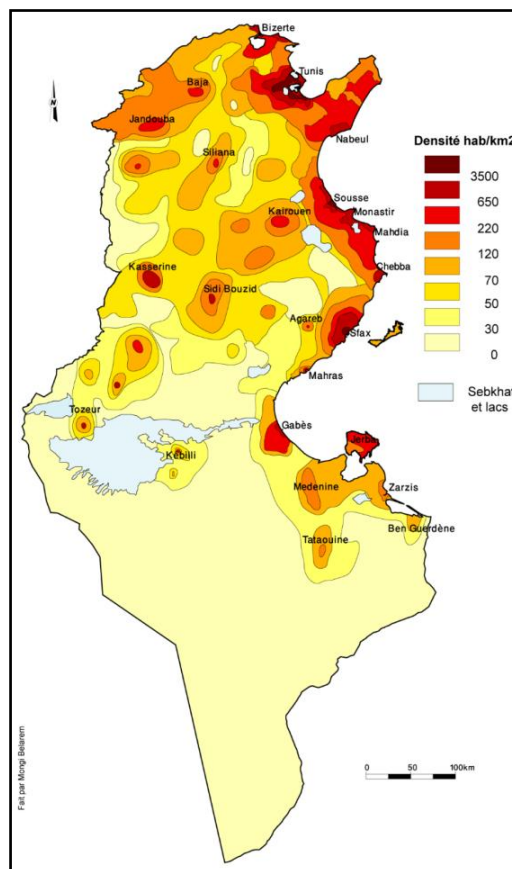 Bizerte
Tunis
Baja
Jandouba
Nabeul
Densité hab/km2
3500
650
220
120
70
50
30
0
Siliana
Sousse
Monastir
Kairouen
Mahdia
Chebba
Kasserine
Sidi Bouzid
Agareb
Sfax
Mahras
Sebkhat
et lacs
Tozeur
Gabès
Jerba
Kébilli
Medenine
Zarzis
Ben Guerdène
Tataouine
N
Fait par Mongi Belarem
0 50 100km